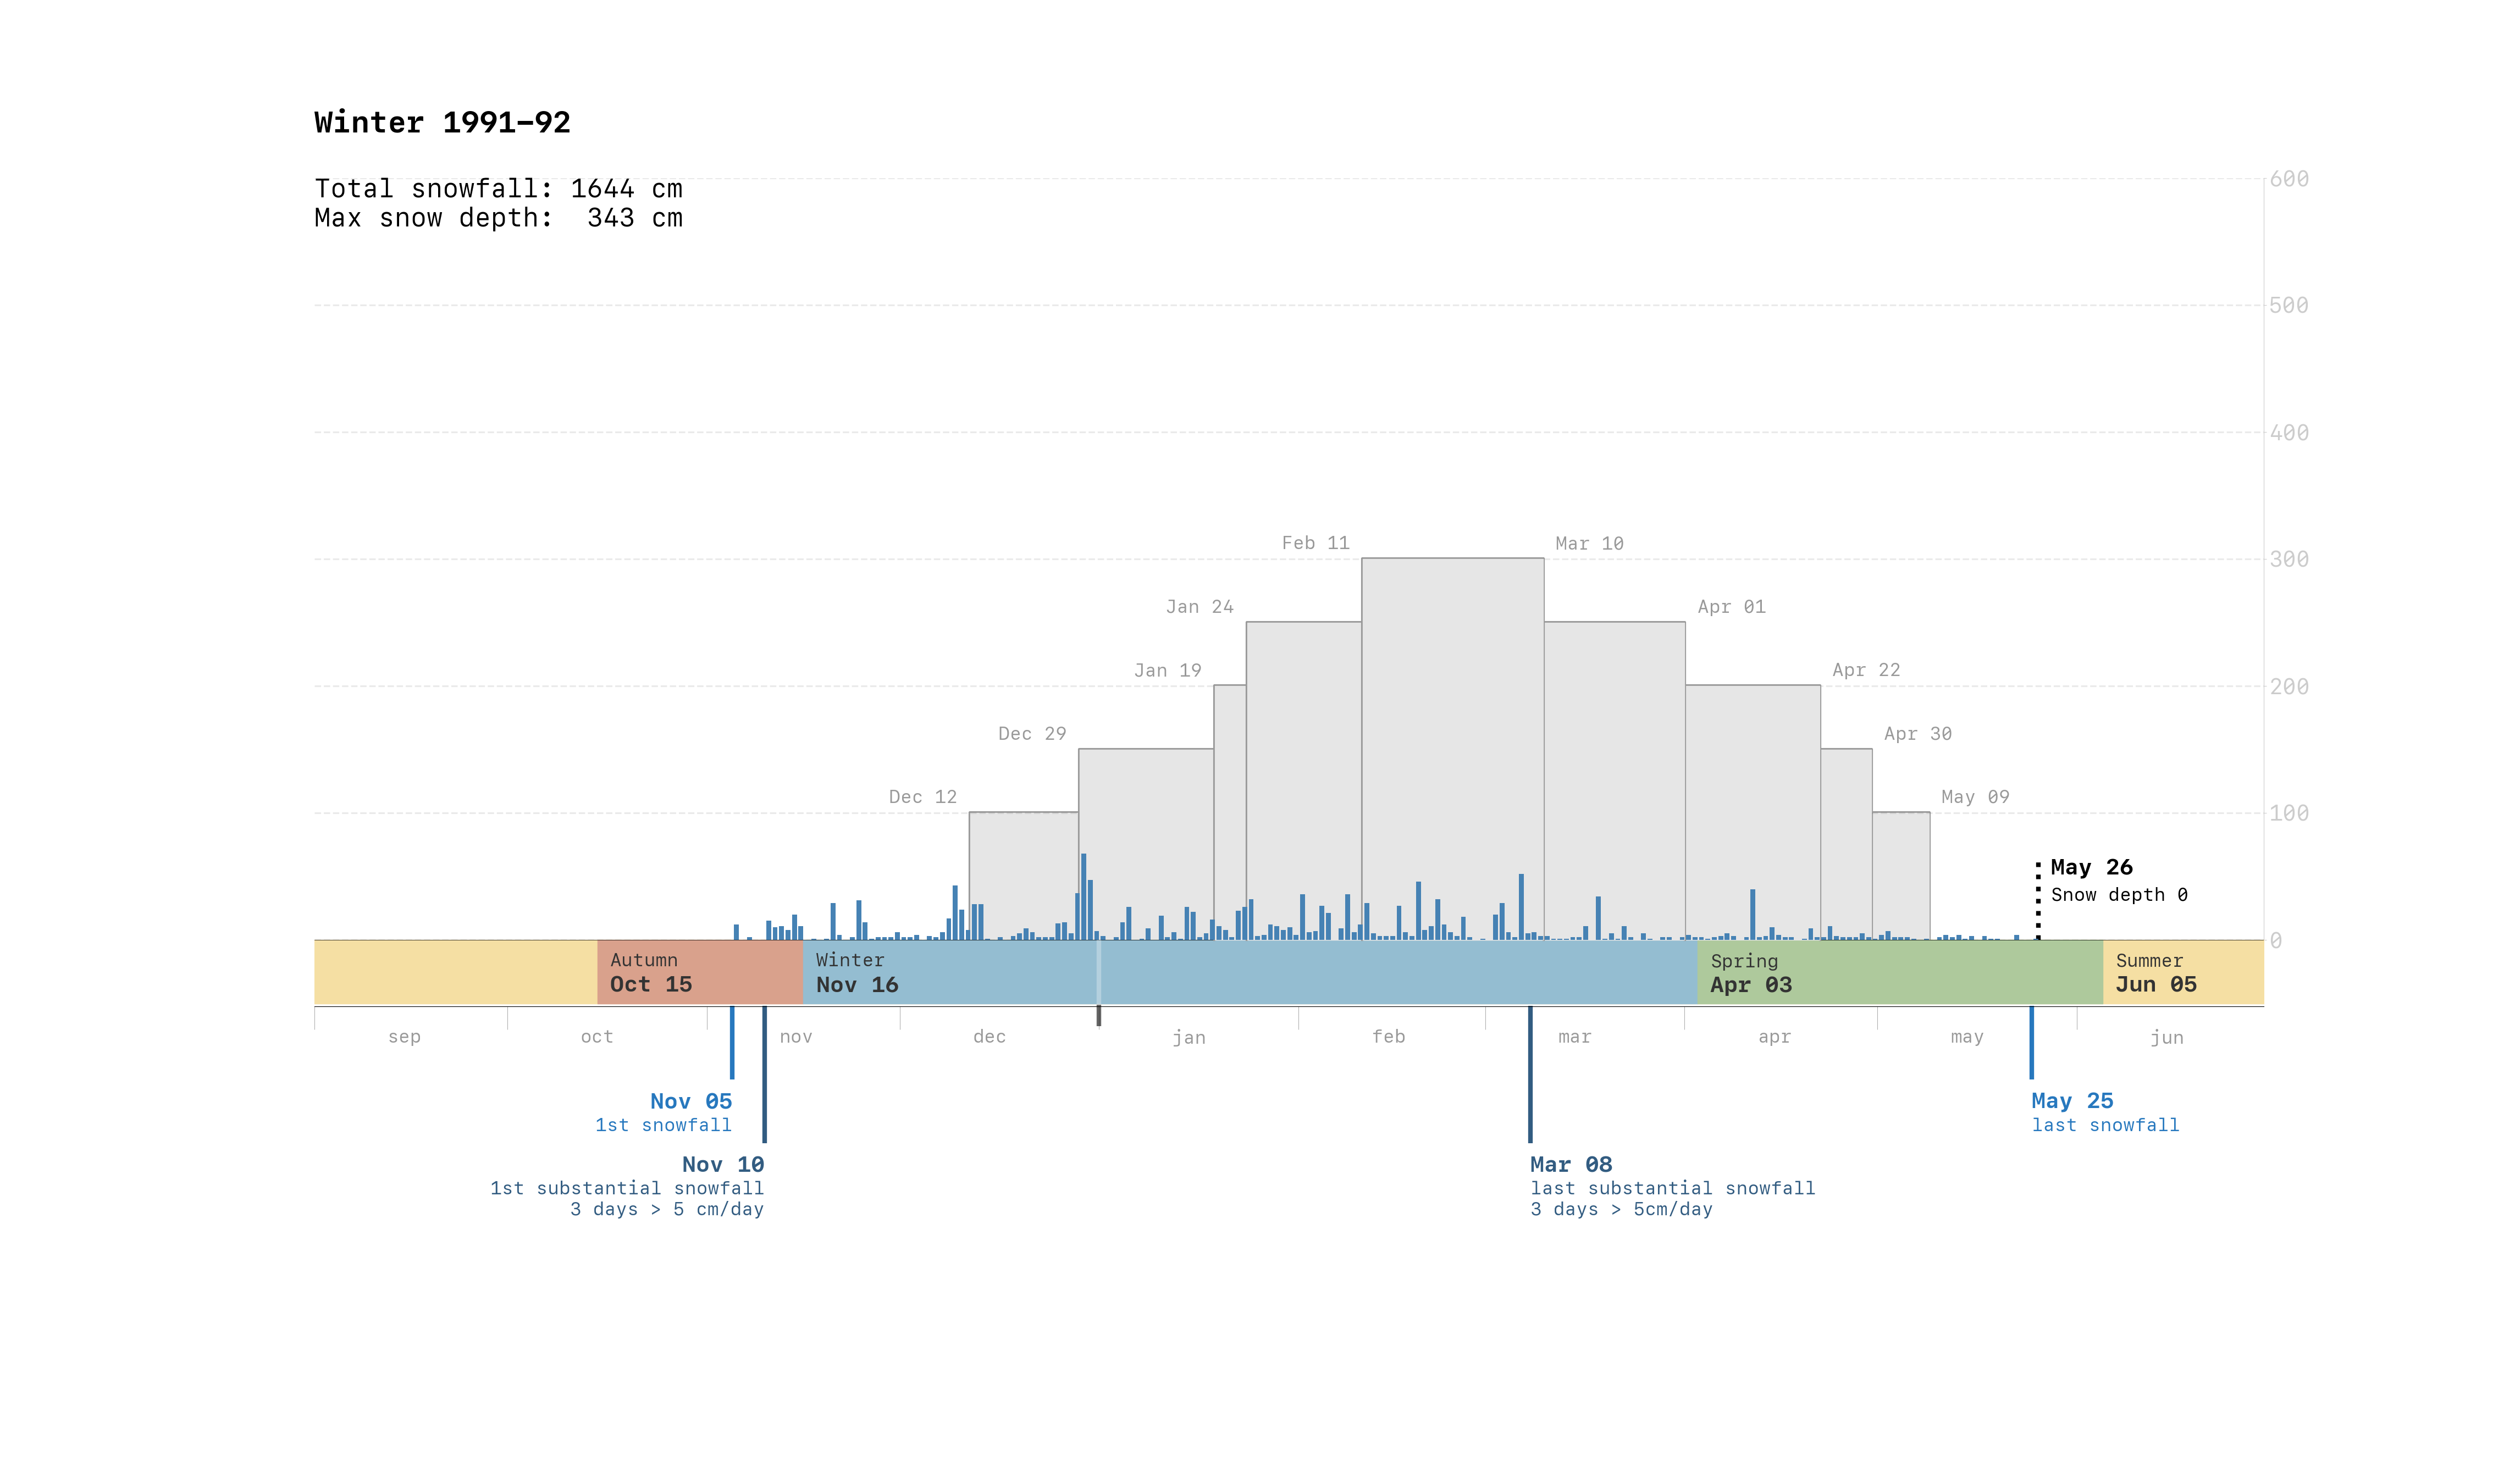 Winter 1991–92
Total snowfall: 1644 cm
Max snow depth: 343 cm
600
500
400
300
200
100
0
Feb 11
Mar 10
Jan 24
Apr 01
Jan 19
Apr 22
Dec 29
Apr 30
Dec 12
May 09
May 26
Snow depth 0
Autumn
Oct 15
Winter
Nov 16
Spring
Apr 03
Summer
Jun 05
sep oct nov dec jan feb mar apr may jun
Nov 05
1st snowfall
Nov 10
1st substantial snowfall
3 days > 5 cm/day
Mar 08
last substantial snowfall
3 days > 5cm/day
May 25
last snowfall